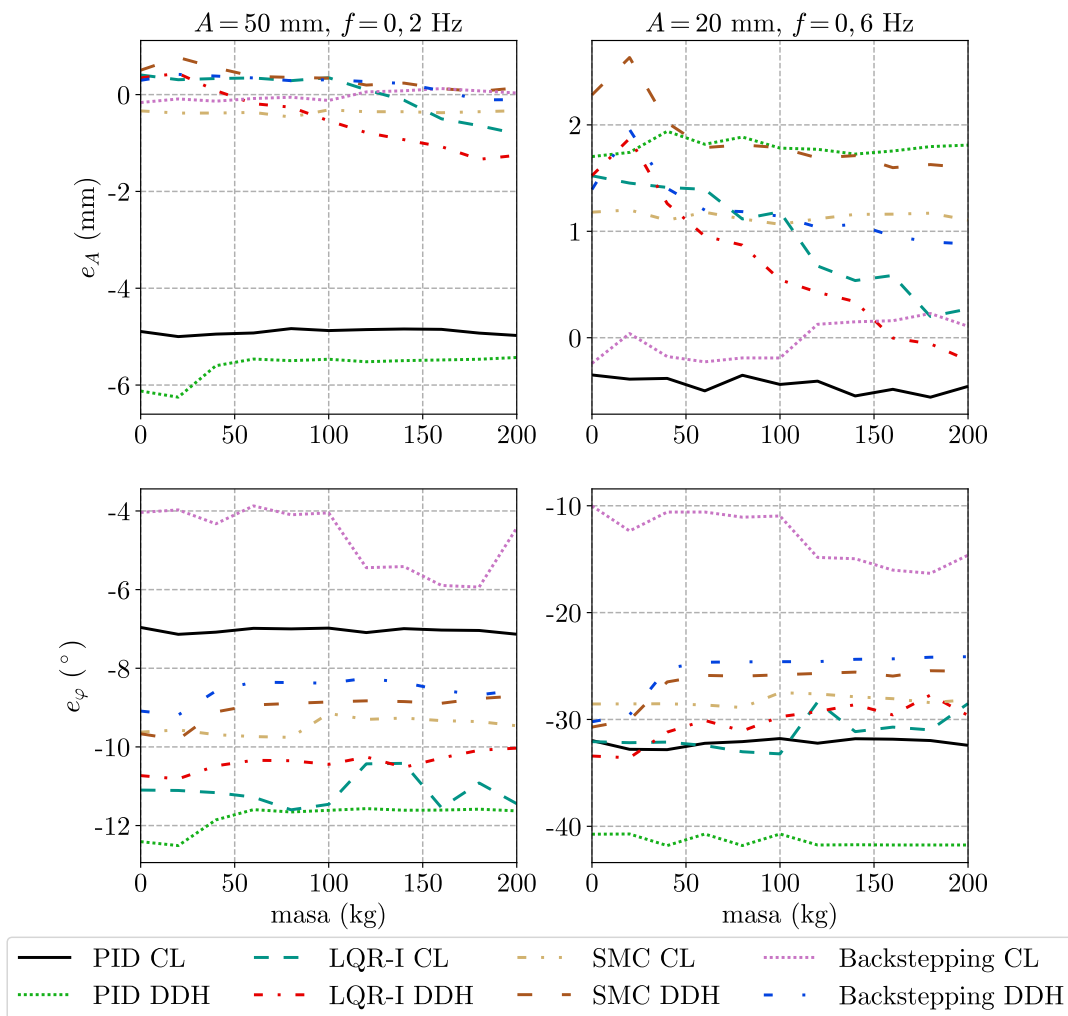 A = 50 mm, f = 0, 2 Hz
A = 20 mm, f = 0, 6 Hz
e_A (mm)
0
-2
-4
-6
0 50 100 150 200
2
1
0
0 50 100 150 200
e_φ (°)
-4
-6
-8
-10
-12
0 50 100 150 200
masa (kg)
-10
-20
-30
-40
0 50 100 150 200
masa (kg)
PID CL LQR-I CL SMC CL Backstepping CL
PID DDH LQR-I DDH SMC DDH Backstepping DDH